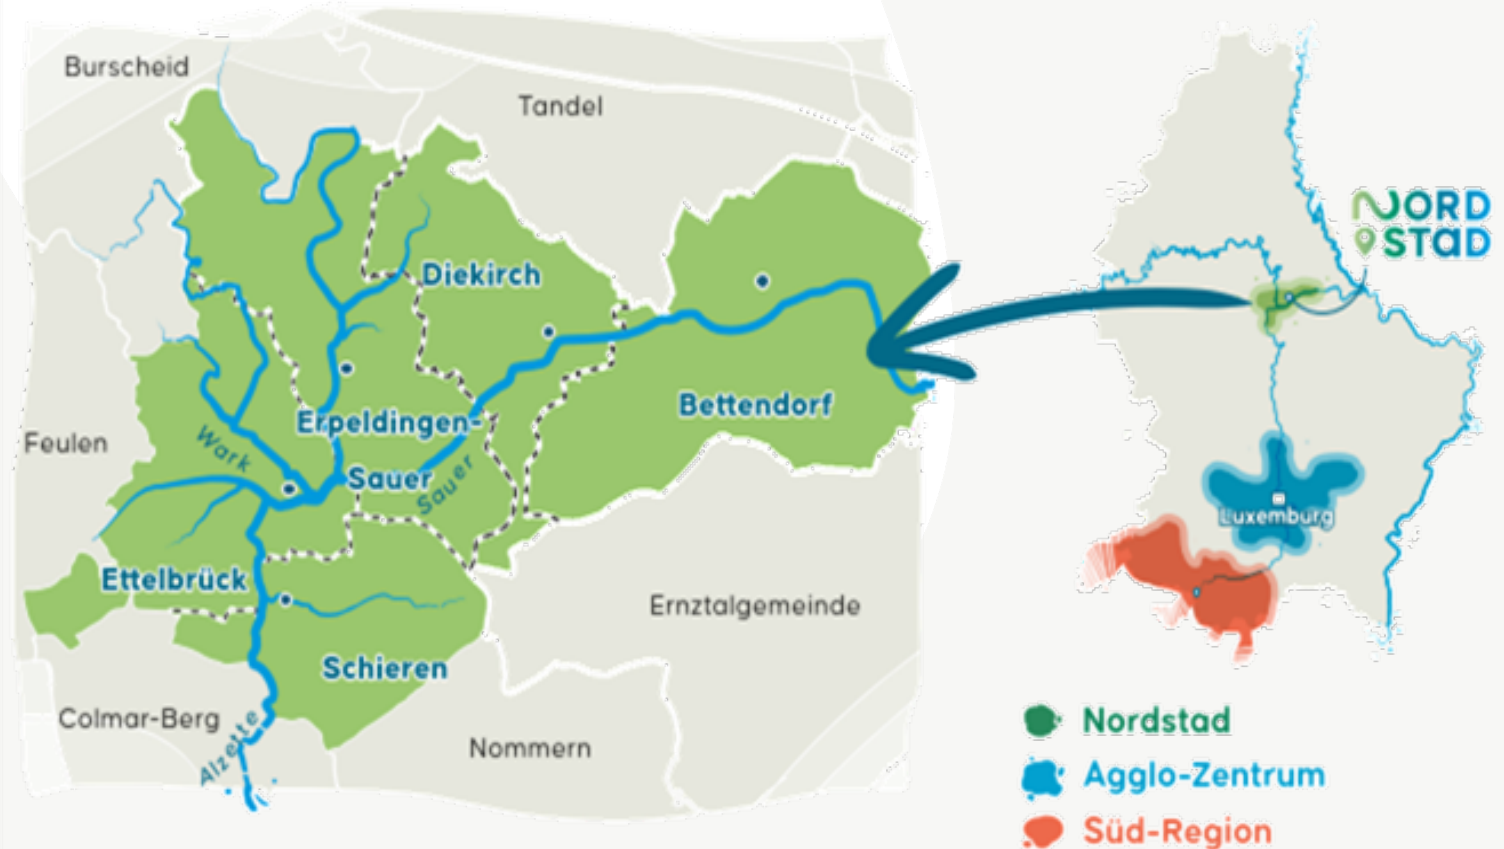 Burscheid
Tandel
Diekirch
Erpeldingen-
Sauer
Bettendorf
Feulen
Wark
Sauer
Ettelbrück
Ernztalgemeinde
Schieren
Colmar-Berg
Alzette
Nommern
NORD
STaD
Luxemburg
Nordstad
Agglo-Zentrum
Süd-Region